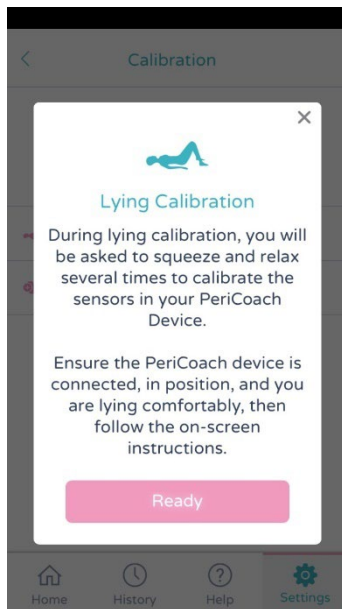 Calibration
Lying Calibration
During lying calibration, you will
be asked to squeeze and relax
several times to calibrate the
sensors in your PeriCoach
Device.
Ensure the PeriCoach device is
connected, in position, and you
are lying comfortably, then
follow the on-screen
instructions.
Ready
Home History Help Settings